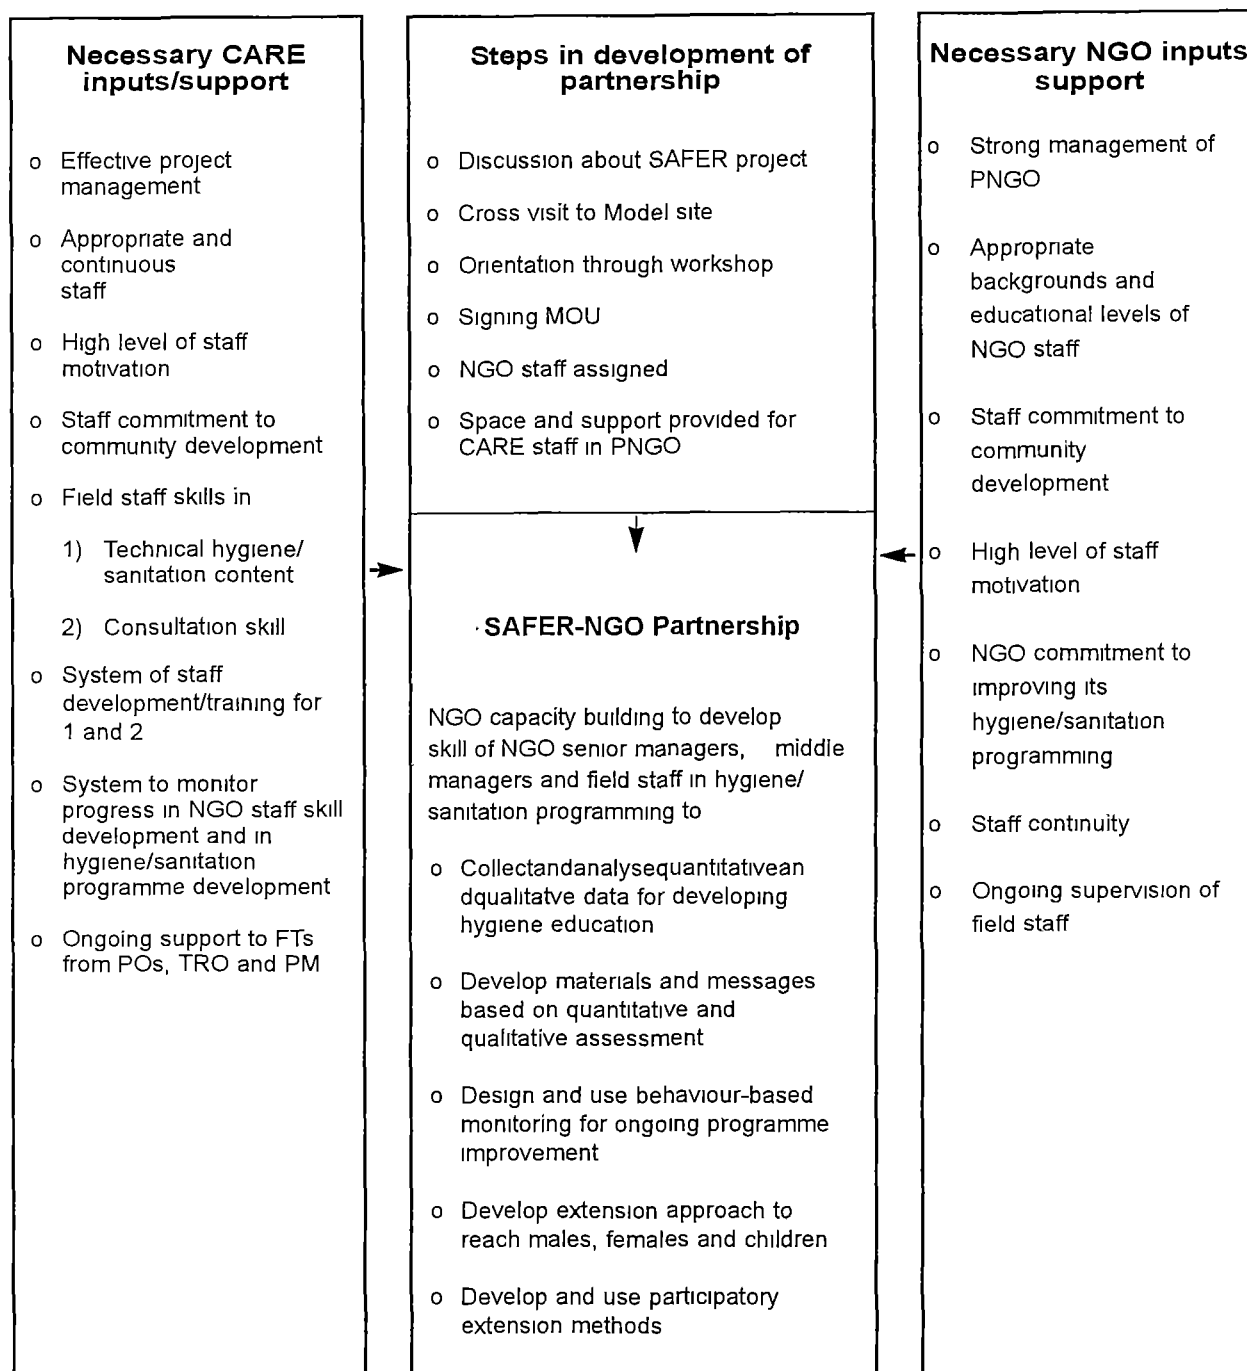 Necessary CARE
inputs/support
o Effective project
management
o Appropriate and
continuous
staff
o High level of staff
motivation
o Staff commitment to
community development
o Field staff skills in
1) Technical hygiene/
sanitation content
2) Consultation skill
o System of staff
development/training for
1 and 2
o System to monitor
progress in NGO staff skill
development and in
hygiene/sanitation
programme development
o Ongoing support to FTs
from POs, TRO and PM
Steps in development of
partnership
o Discussion about SAFER project
o Cross visit to Model site
o Orientation through workshop
o Signing MOU
o NGO staff assigned
o Space and support provided for
CARE staff in PNGO
SAFER-NGO Partnership
NGO capacity building to develop
skill of NGO senior managers, middle
managers and field staff in hygiene/
sanitation programming to
o Collectandanalysequantitativean
dqualitatve data for developing
hygiene education
o Develop materials and messages
based on quantitative and
qualitative assessment
o Design and use behaviour-based
monitoring for ongoing programme
improvement
o Develop extension approach to
reach males, females and children
o Develop and use participatory
extension methods
Necessary NGO inputs
support
o Strong management of
PNGO
o Appropriate
backgrounds and
educational levels of
NGO staff
o Staff commitment to
community
development
o High level of staff
motivation
o NGO commitment to
improving its
hygiene/sanitation
programming
o Staff continuity
o Ongoing supervision of
field staff